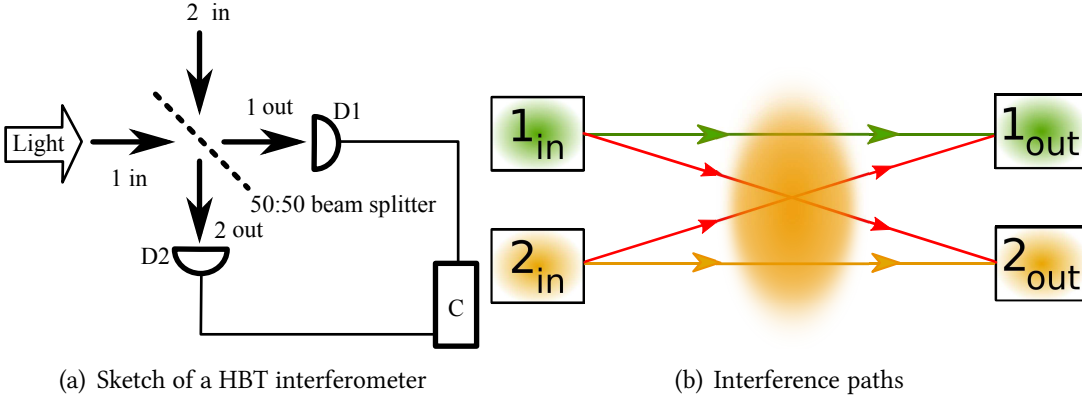 2 in
1 out
D1
Light
1 in
50:50 beam splitter
2 out
D2
C
(a) Sketch of a HBT interferometer
1in
1out
2in
2out
(b) Interference paths